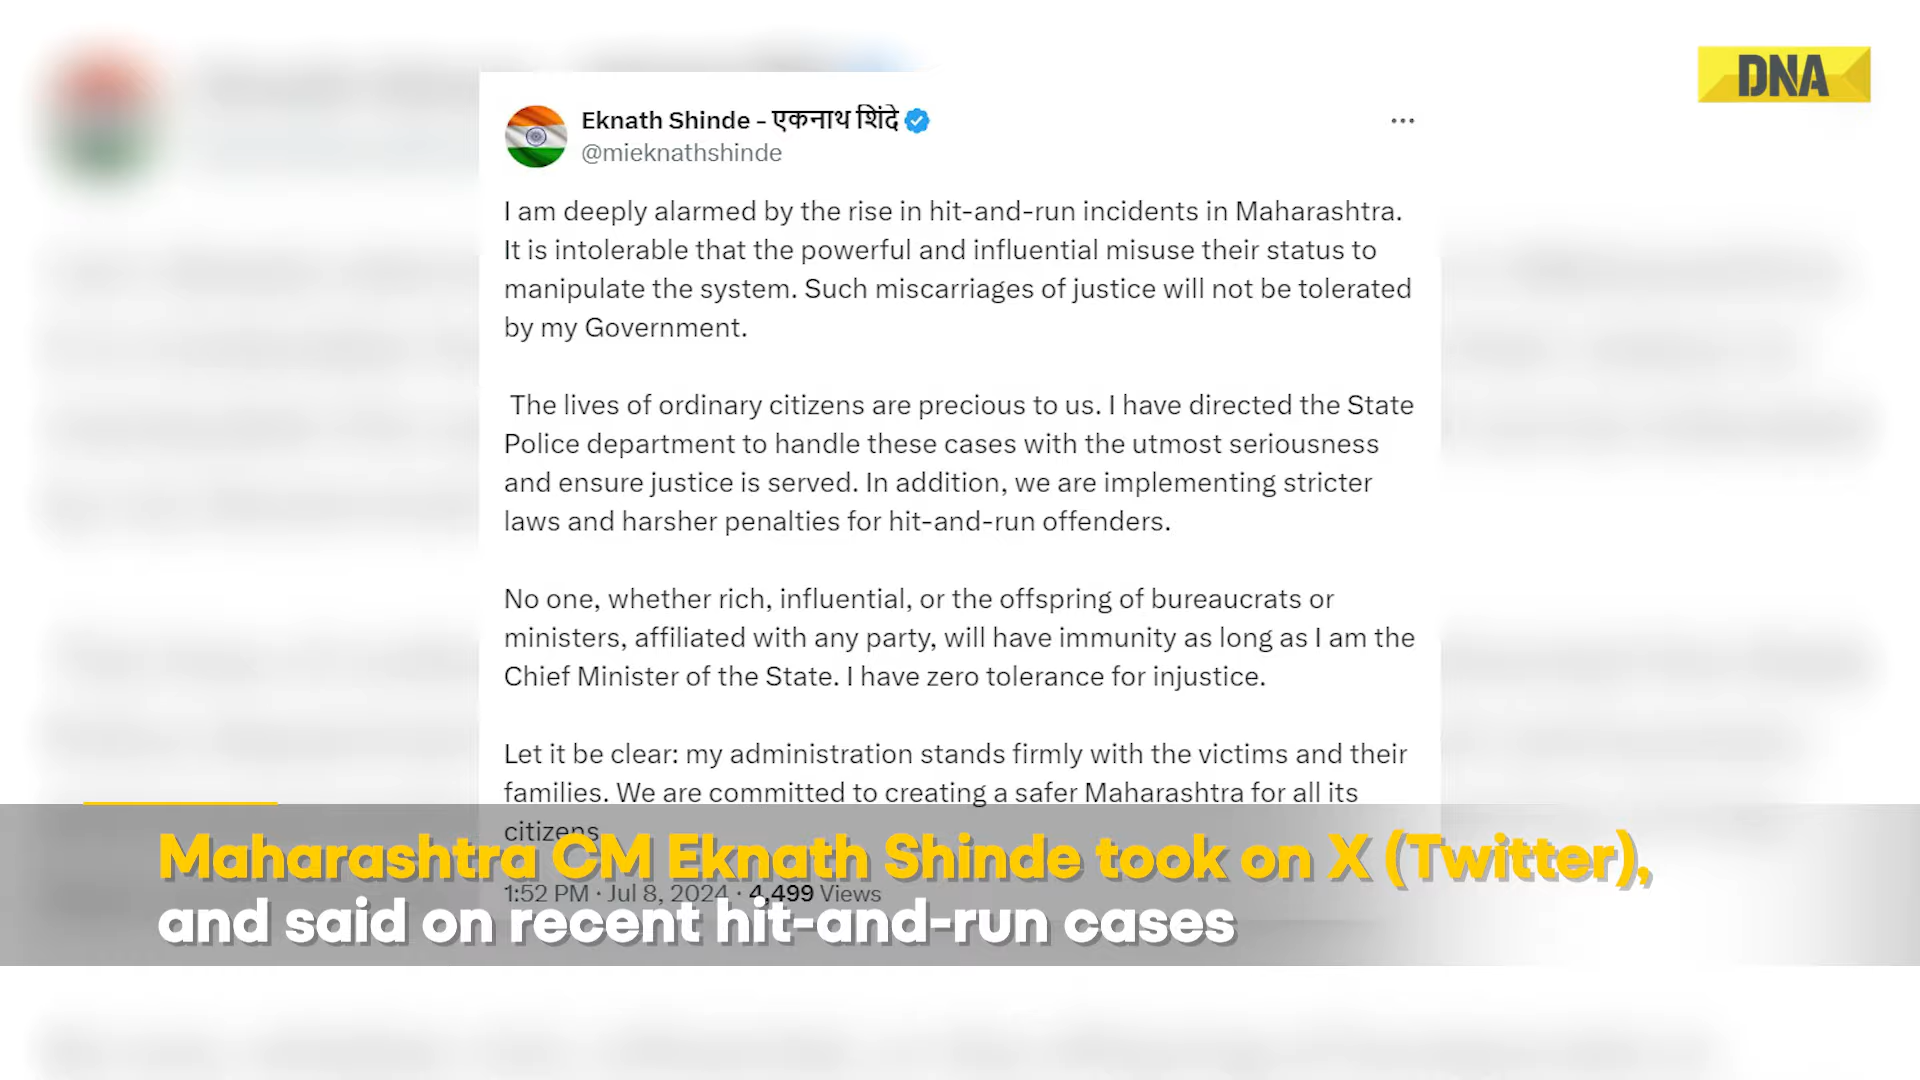 DNA
Eknath Shinde - एकनाथ शिंदे
@mieknathshinde
I am deeply alarmed by the rise in hit-and-run incidents in Maharashtra.
It is intolerable that the powerful and influential misuse their status to
manipulate the system. Such miscarriages of justice will not be tolerated
by my Government.
The lives of ordinary citizens are precious to us. I have directed the State
Police department to handle these cases with the utmost seriousness
and ensure justice is served. In addition, we are implementing stricter
laws and harsher penalties for hit-and-run offenders.
No one, whether rich, influential, or the offspring of bureaucrats or
ministers, affiliated with any party, will have immunity as long as I am the
Chief Minister of the State. I have zero tolerance for injustice.
Let it be clear: my administration stands firmly with the victims and their
families. We are committed to creating a safer Maharashtra for all its
citizens
Maharashtra CM Eknath Shinde took on X (Twitter),
1:52 PM · Jul 8, 2024 · 4,499 Views
and said on recent hit-and-run cases